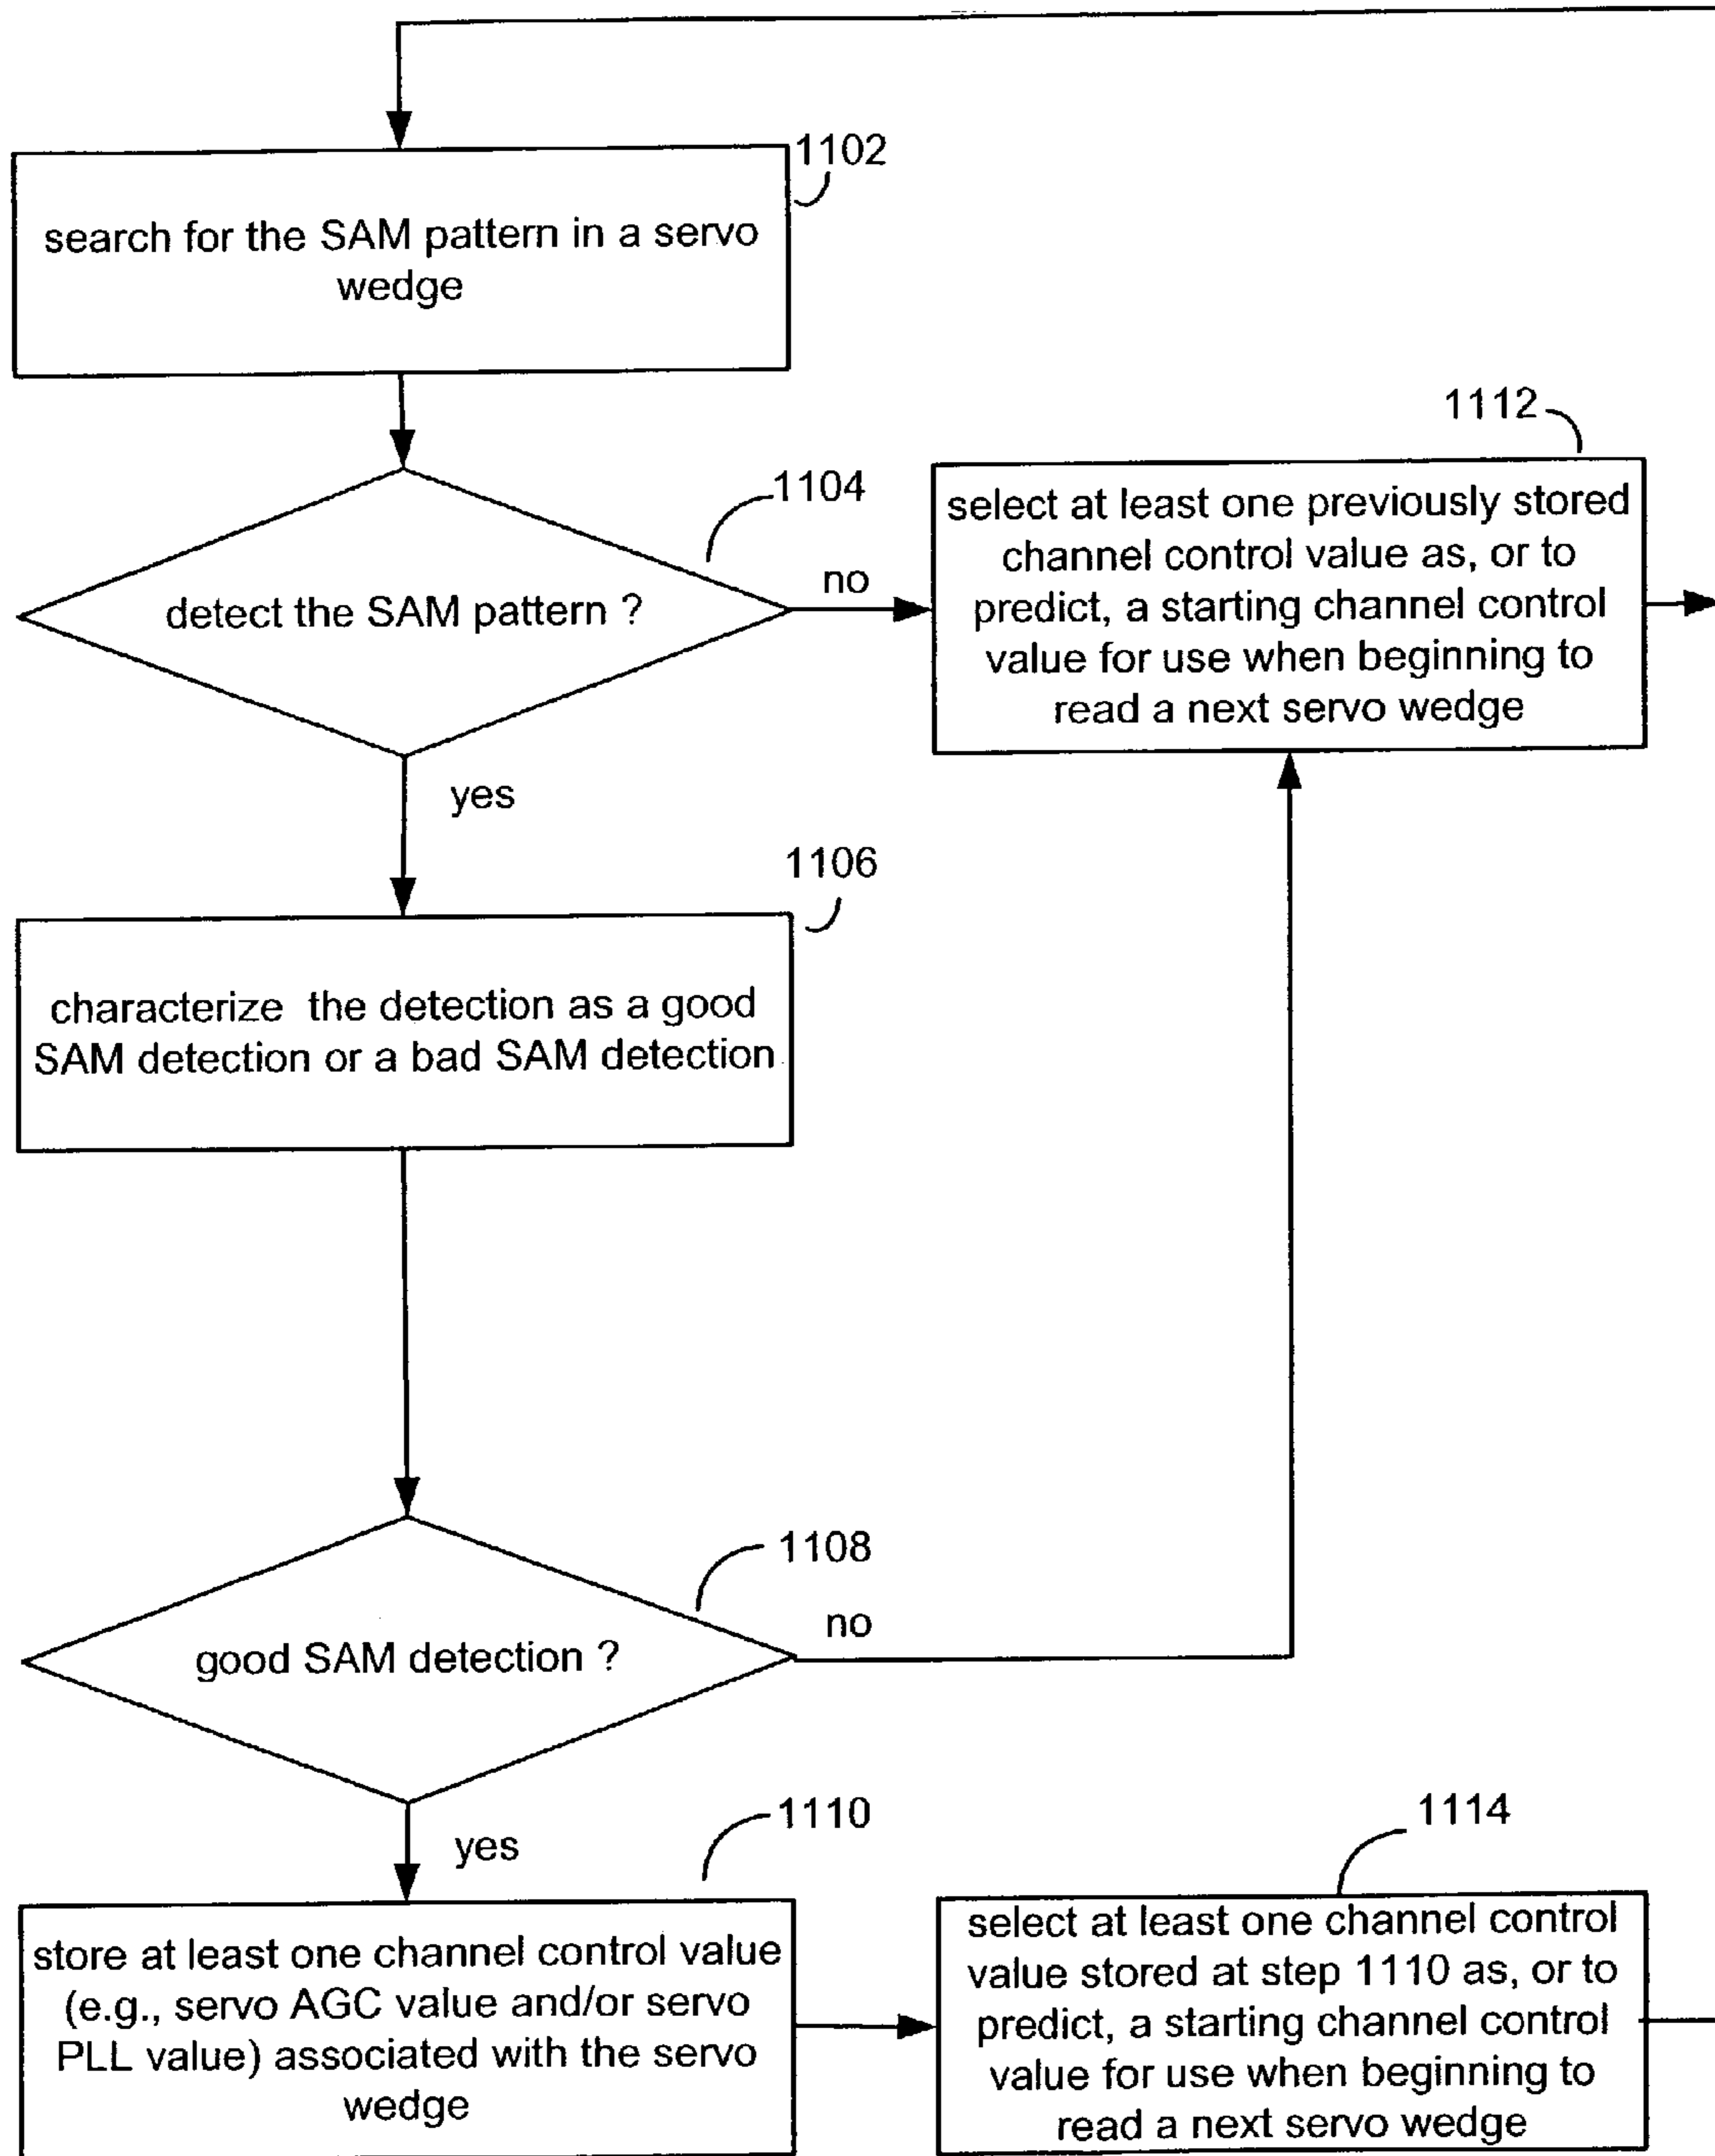 1102
search for the SAM pattern in a servo
wedge
1104
detect the SAM pattern ?
no
yes
1112
select at least one previously stored
channel control value as, or to
predict, a starting channel control
value for use when beginning to
read a next servo wedge
1106
characterize the detection as a good
SAM detection or a bad SAM detection
1108
good SAM detection ?
no
yes
1110
store at least one channel control value
(e.g., servo AGC value and/or servo
PLL value) associated with the servo
wedge
1114
select at least one channel control
value stored at step 1110 as, or to
predict, a starting channel control
value for use when beginning to
read a next servo wedge